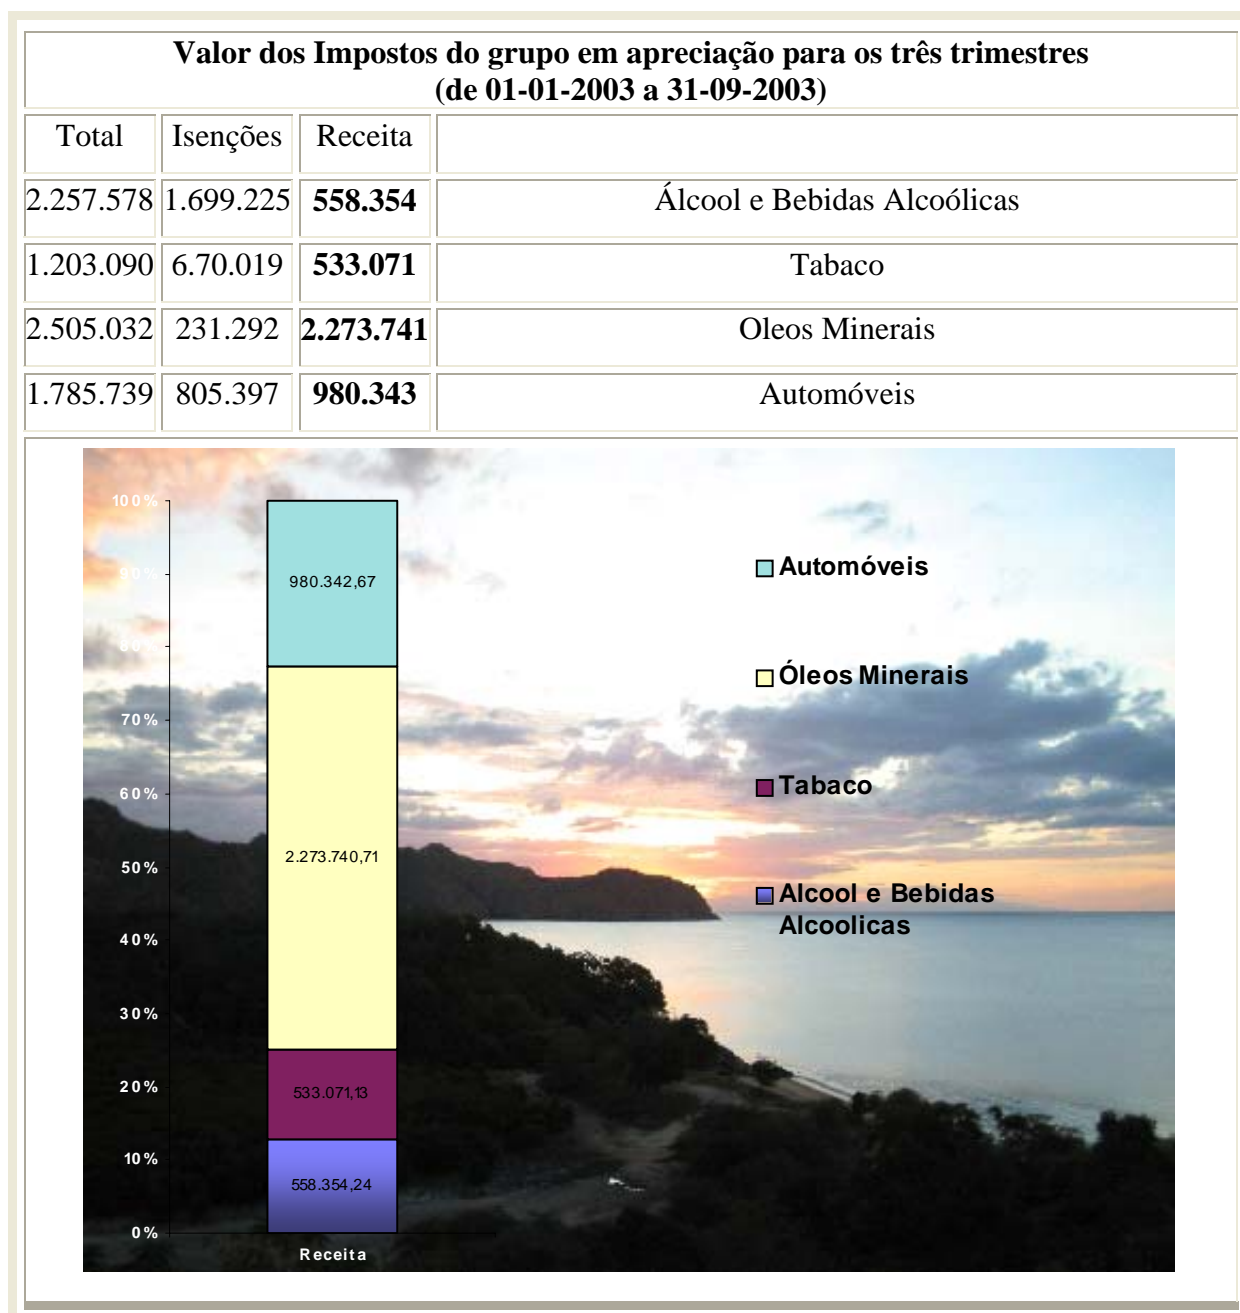 Valor dos Impostos do grupo em apreciação para os três trimestres
(de 01-01-2003 a 31-09-2003)
Total Isenções Receita
2.257.578 1.699.225 558.354 Álcool e Bebidas Alcoólicas
1.203.090 6.70.019 533.071 Tabaco
2.505.032 231.292 2.273.741 Oleos Minerais
1.785.739 805.397 980.343 Automóveis
100%
90%
80%
70%
60%
50%
40%
30%
20%
10%
0%
980.342,67
2.273.740,71
533.071,13
558.354,24
Receita
Automóveis
Óleos Minerais
Tabaco
Alcool e Bebidas
Alcoolicas